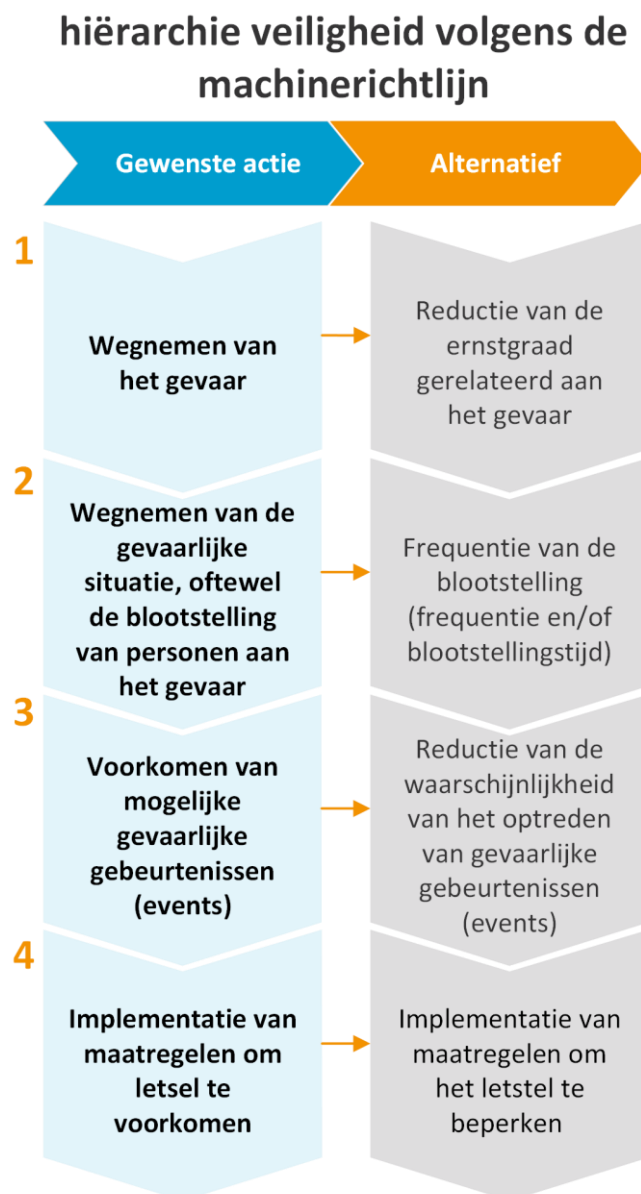 hiërarchie veiligheid volgens de
machinerichtlijn
Gewenste actie
Alternatief
1
Wegnemen van
het gevaar
Reductie van de
ernstgraad
gerelateerd aan
het gevaar
2
Wegnemen van de
gevaarlijke
situatie, oftewel
de blootstelling
van personen aan
het gevaar
Frequentie van de
blootstelling
(frequentie en/of
blootstellingstijd)
3
Voorkomen van
mogelijke
gevaarlijke
gebeurtenissen
(events)
Reductie van de
waarschijnlijkheid
van het optreden
van gevaarlijke
gebeurtenissen
(events)
4
Implementatie van
maatregelen om
letsel te
voorkomen
Implementatie van
maatregelen om
het letstel te
beperken